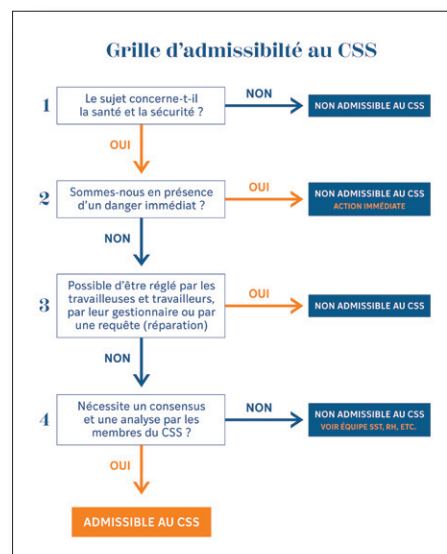 Grille d'admissibilté au CSS
1
Le sujet concerne-t-il
la santé et la sécurité ?
NON
NON ADMISSIBLE AU CSS
OUI
2
Sommes-nous en présence
d'un danger immédiat ?
OUI
NON ADMISSIBLE AU CSS
ACTION IMMÉDIATE
NON
3
Possible d'être réglé par les
travailleuses et travailleurs,
par leur gestionnaire ou par
une requête (réparation)
OUI
NON ADMISSIBLE AU CSS
NON
4
Nécessite un consensus
et une analyse par les
membres du CSS ?
NON
NON ADMISSIBLE AU CSS
VOIR ÉQUIPE SST, RH, ETC.
OUI
ADMISSIBLE AU CSS